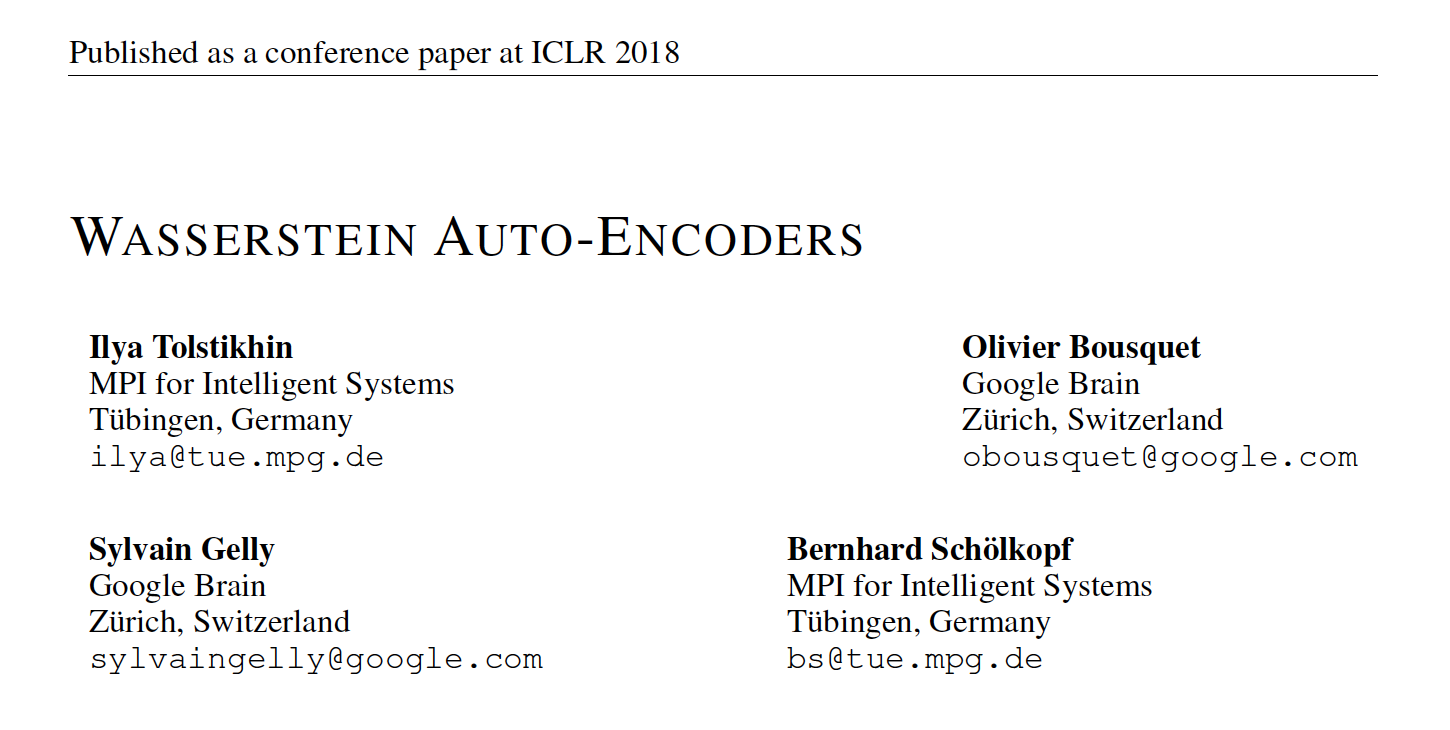 Published as a conference paper at ICLR 2018
WASSERSTEIN AUTO-ENCODERS
Ilya Tolstikhin
MPI for Intelligent Systems
Tübingen, Germany
ilya@tue.mpg.de
Olivier Bousquet
Google Brain
Zürich, Switzerland
obousquet@google.com
Sylvain Gelly
Google Brain
Zürich, Switzerland
sylvaingelly@google.com
Bernhard Schölkopf
MPI for Intelligent Systems
Tübingen, Germany
bs@tue.mpg.de